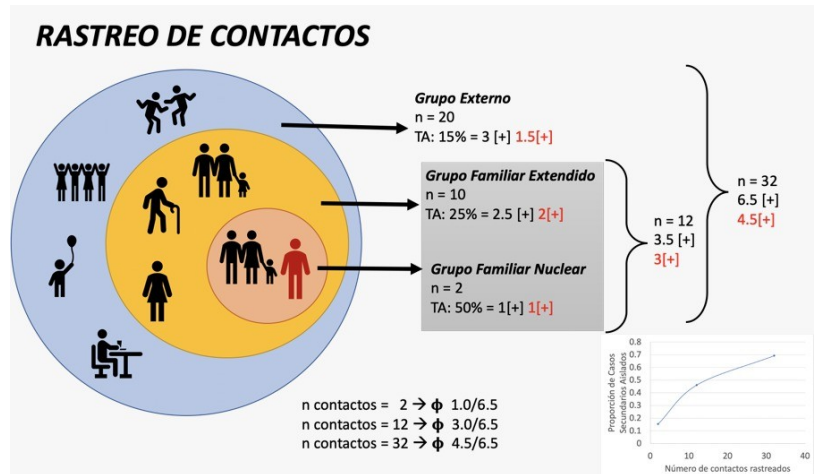 RASTREO DE CONTACTOS
Grupo Externo
n = 20
TA: 15% = 3 [+] 1.5[+]
Grupo Familiar Extendido
n = 10
TA: 25% = 2.5 [+] 2[+]
Grupo Familiar Nuclear
n = 2
TA: 50% = 1[+] 1[+]
n = 12
3.5 [+]
3[+]
n = 32
6.5 [+]
4.5[+]
n contactos = 2 → ϕ 1.0/6.5
n contactos = 12 → ϕ 3.0/6.5
n contactos = 32 → ϕ 4.5/6.5
Proporción de Casos
Secundarios Aislados
0.8
0.7
0.6
0.5
0.4
0.3
0.2
0.1
0
0 10 20 30 40
Número de contactos rastreados